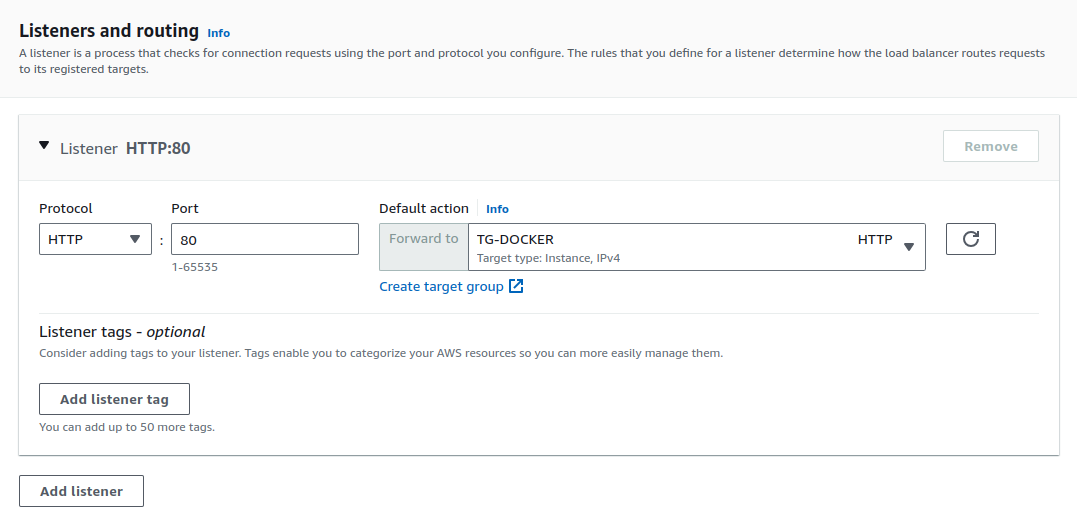 Listeners and routing Info
A listener is a process that checks for connection requests using the port and protocol you configure. The rules that you define for a listener determine how the load balancer routes requests
to its registered targets.
Listener HTTP:80
Remove
Protocol
Port
Default action
Info
HTTP
:
80
Forward to
TG-DOCKER
HTTP
Target type: Instance, IPv4
1-65535
Create target group
Listener tags - optional
Consider adding tags to your listener. Tags enable you to categorize your AWS resources so you can more easily manage them.
Add listener tag
You can add up to 50 more tags.
Add listener